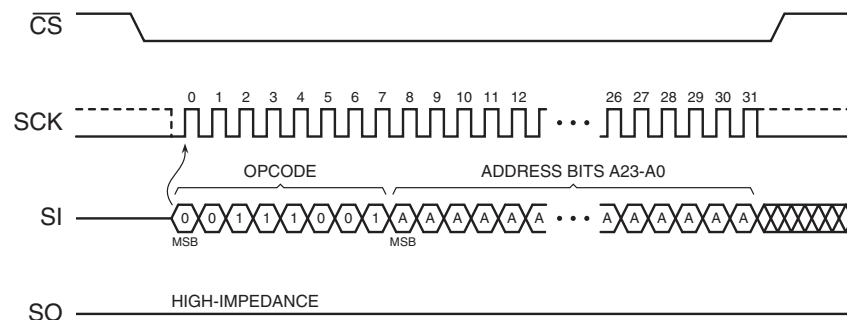 CS
0 1 2 3 4 5 6 7 8 9 10 11 12 26 27 28 29 30 31
SCK
OPCODE ADDRESS BITS A23-A0
SI 0 0 1 1 1 0 0 1 A A A A A A A A A A A A
MSB MSB
HIGH-IMPEDANCE
SO